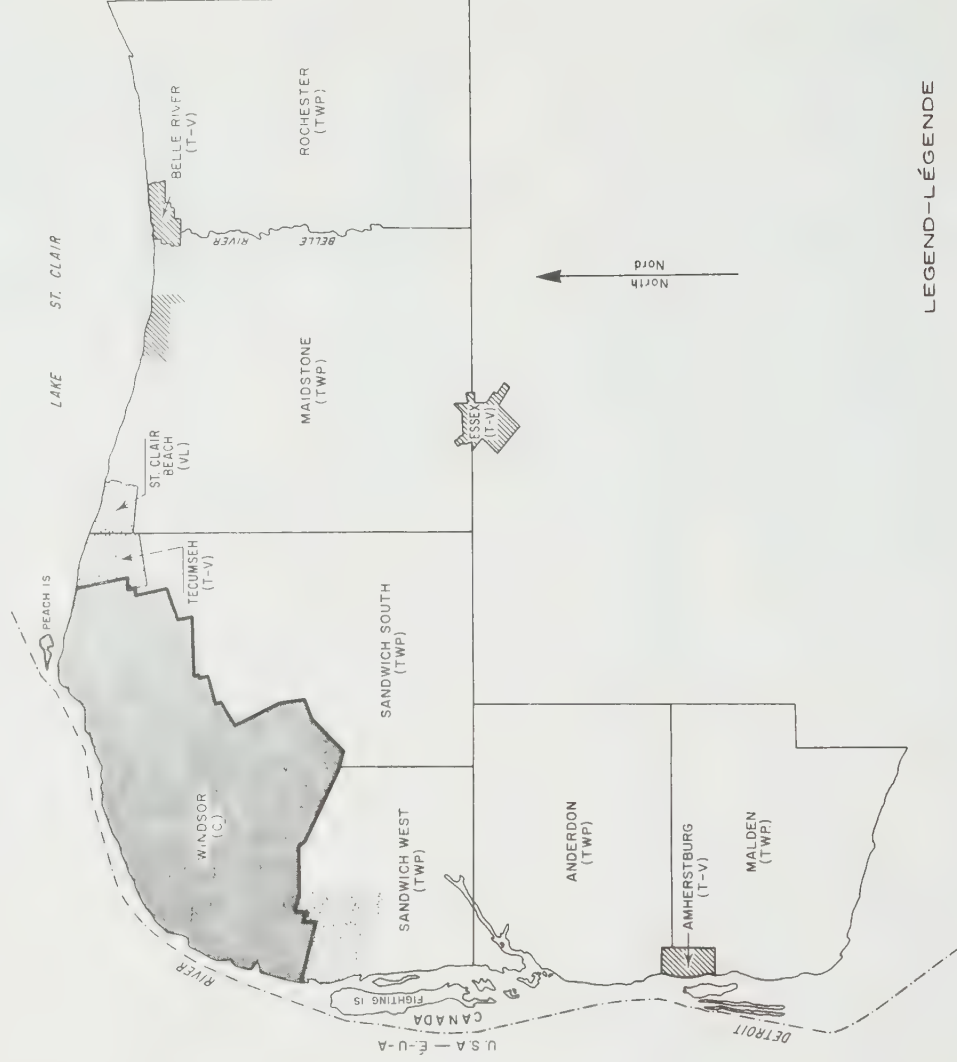 LAKE ST. CLAIR
PEACH IS
BELLE RIVER
(T-V)
ST. CLAIR
BEACH
(VL)
TECUMSEH
(T-V)
WINDSOR
(C)
RIVER
ROCHESTER
(TWP)
BELLE RIVER
MAIDSTONE
(TWP)
SANDWICH SOUTH
(TWP)
SANDWICH WEST
(TWP)
ESSEX
(T-V)
North
Nord
FIGHTING IS
CANADA
U.S.A — É.-U-A
ANDERDON
(TWP)
AMHERSTBURG
(T-V)
MALDEN
(TWP)
DETROIT
LEGEND-LÉGENDE